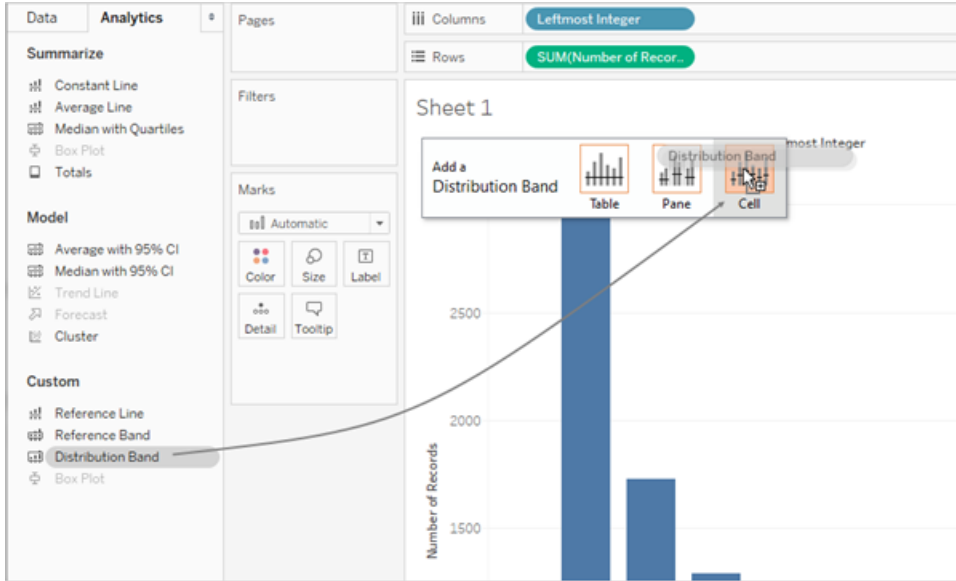 Data
Analytics
Pages
Columns
Leftmost Integer
Rows
SUM(Number of Recor..
Summarize
Constant Line
Average Line
Median with Quartiles
Box Plot
Totals
Model
Average with 95% CI
Median with 95% CI
Trend Line
Forecast
Cluster
Custom
Reference Line
Reference Band
Distribution Band
Box Plot
Filters
Marks
Automatic
Color
Size
Label
Detail
Tooltip
Sheet 1
most Integer
Add a
Distribution Band
Distribution Band
Table
Pane
Cell
2500
2000
1500
Number of Records